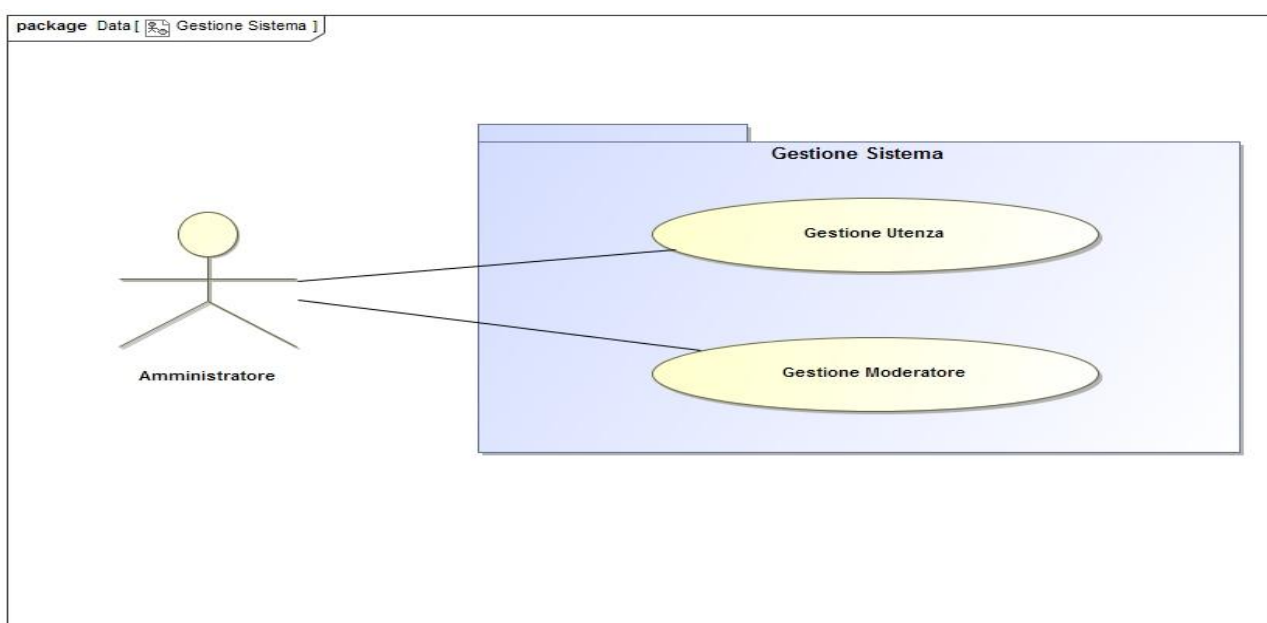 package Data [ Gestione Sistema ]
Gestione Sistema
Gestione Utenza
Gestione Moderatore
Amministratore